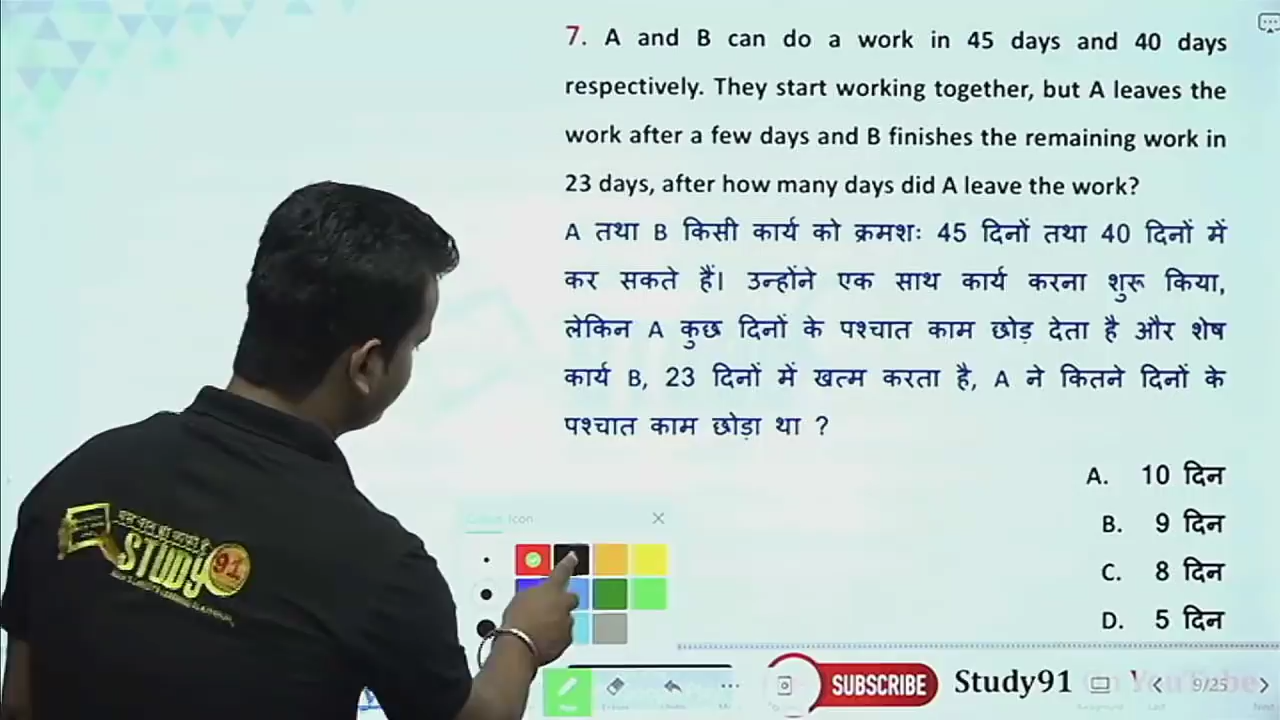 7. A and B can do a work in 45 days and 40 days
respectively. They start working together, but A leaves the
work after a few days and B finishes the remaining work in
23 days, after how many days did A leave the work?
A तथा B किसी कार्य को क्रमशः 45 दिनों तथा 40 दिनों में
कर सकते हैं। उन्होंने एक साथ कार्य करना शुरू किया,
लेकिन A कुछ दिनों के पश्चात काम छोड़ देता है और शेष
कार्य B, 23 दिनों में खत्म करता है, A ने कितने दिनों के
पश्चात काम छोड़ा था ?
A. 10 दिन
B. 9 दिन
C. 8 दिन
D. 5 दिन
Icon
STUDY 91
SUBSCRIBE Study91 On YouTube
9/25